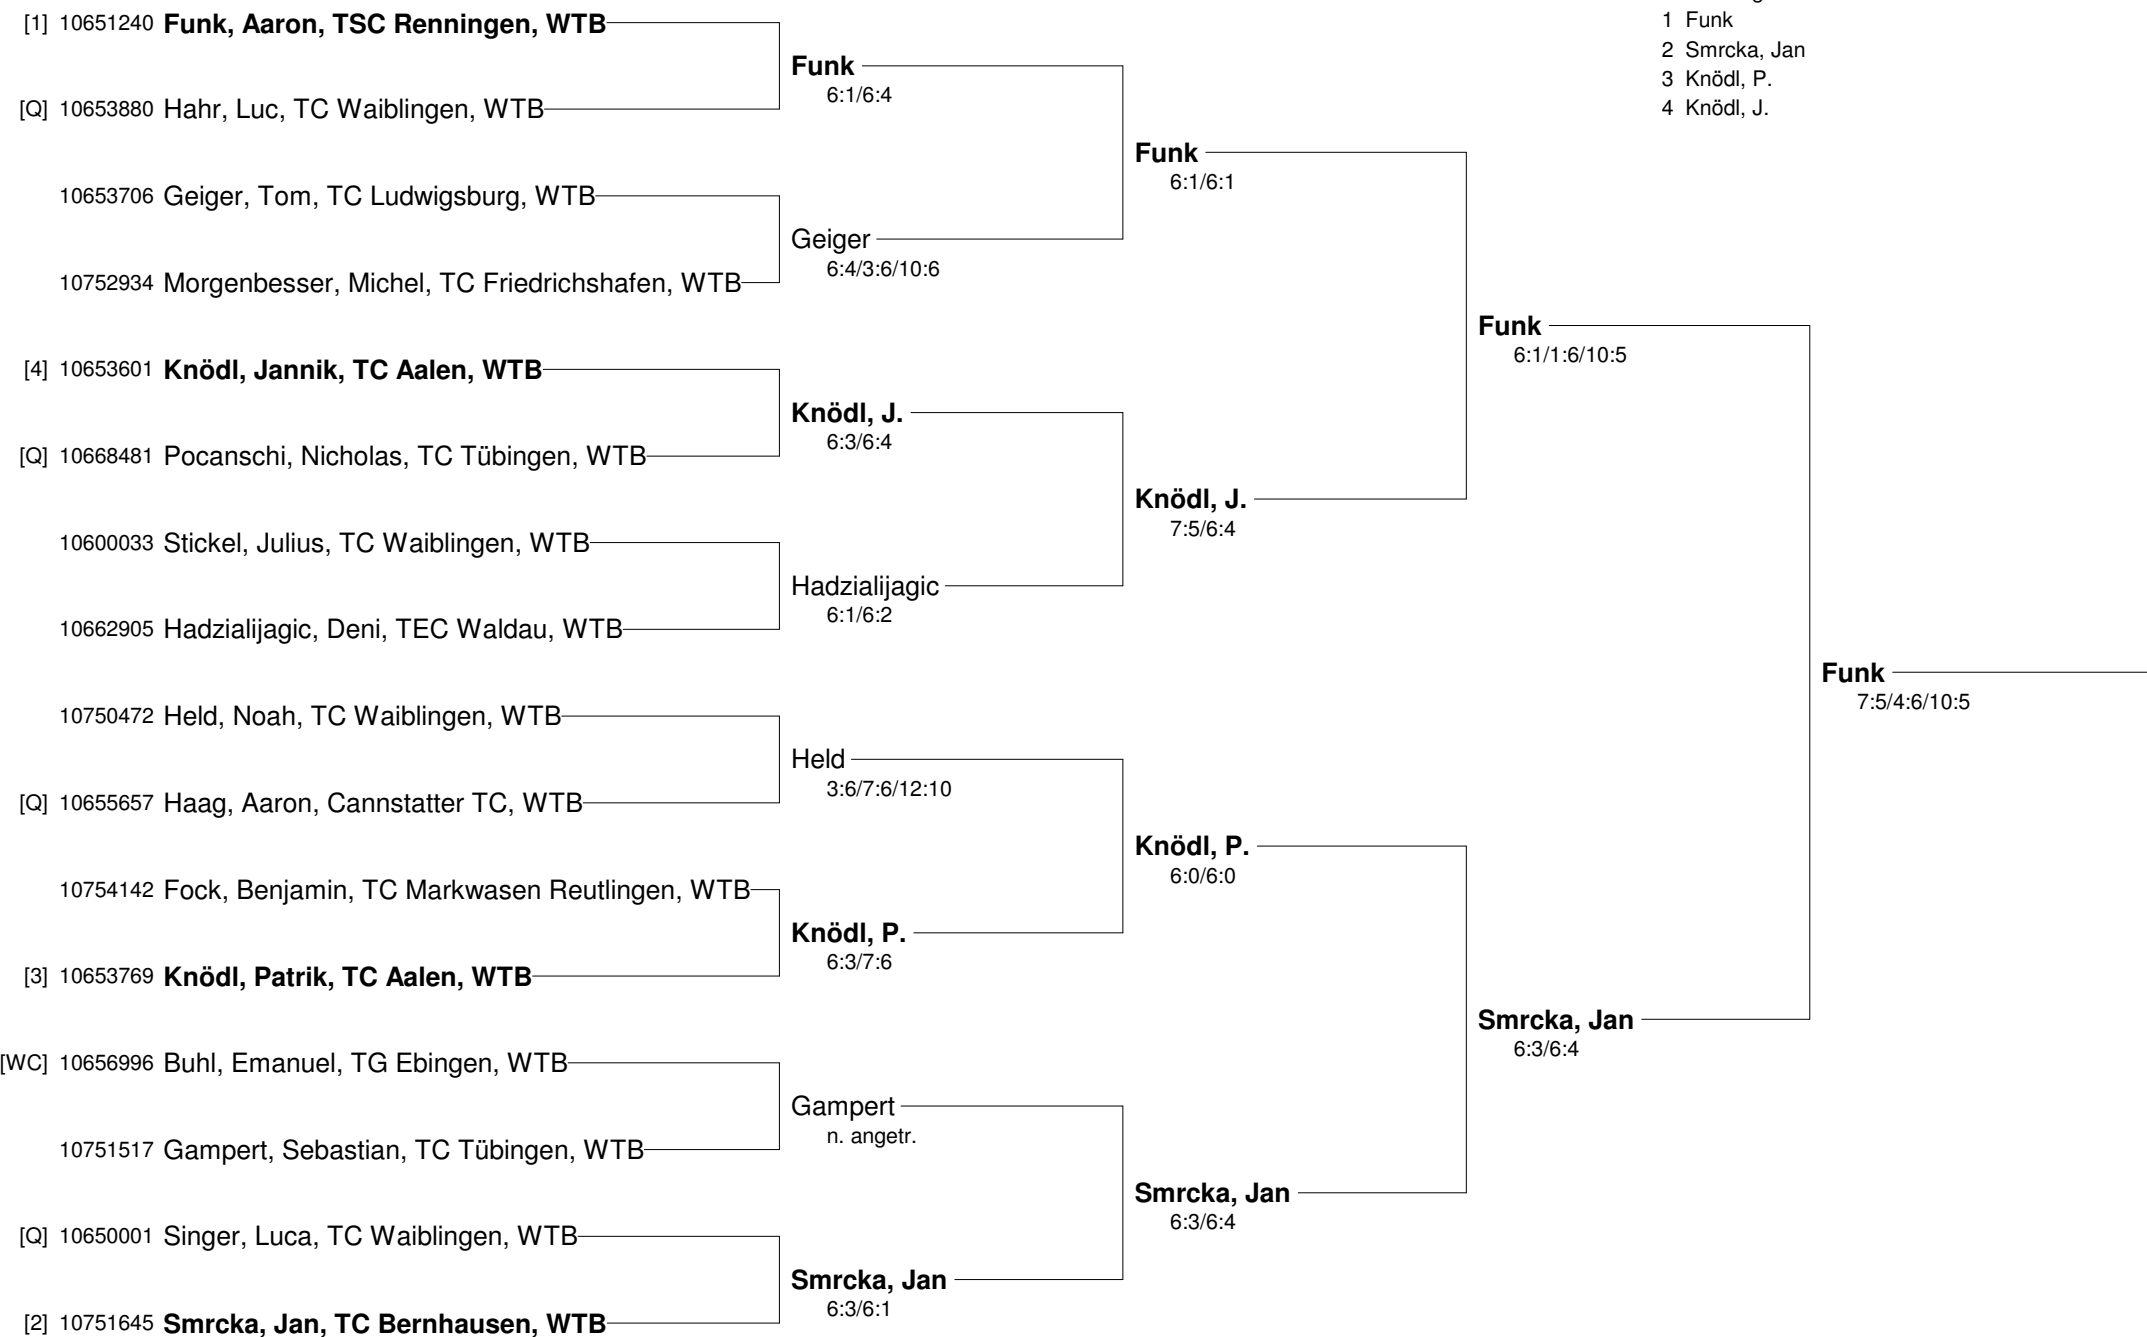 [1] 10651240 Funk, Aaron, TSC Renningen, WTB
1 Funk
2 Smrcka, Jan
3 Knödl, P.
4 Knödl, J.
Funk
6:1/6:4
[Q] 10653880 Hahr, Luc, TC Waiblingen, WTB
Funk
6:1/6:1
10653706 Geiger, Tom, TC Ludwigsburg, WTB
Geiger
6:4/3:6/10:6
10752934 Morgenbesser, Michel, TC Friedrichshafen, WTB
Funk
6:1/1:6/10:5
[4] 10653601 Knödl, Jannik, TC Aalen, WTB
Knödl, J.
6:3/6:4
[Q] 10668481 Pocanschi, Nicholas, TC Tübingen, WTB
Knödl, J.
7:5/6:4
10600033 Stickel, Julius, TC Waiblingen, WTB
Hadzialijagic
6:1/6:2
10662905 Hadzialijagic, Deni, TEC Waldau, WTB
Funk
7:5/4:6/10:5
10750472 Held, Noah, TC Waiblingen, WTB
Held
3:6/7:6/12:10
[Q] 10655657 Haag, Aaron, Cannstatter TC, WTB
Knödl, P.
6:0/6:0
10754142 Fock, Benjamin, TC Markwasen Reutlingen, WTB
Knödl, P.
6:3/7:6
[3] 10653769 Knödl, Patrik, TC Aalen, WTB
Smrcka, Jan
6:3/6:4
[WC] 10656996 Buhl, Emanuel, TG Ebingen, WTB
Gampert
n. angetr.
10751517 Gampert, Sebastian, TC Tübingen, WTB
Smrcka, Jan
6:3/6:4
[Q] 10650001 Singer, Luca, TC Waiblingen, WTB
Smrcka, Jan
6:3/6:1
[2] 10751645 Smrcka, Jan, TC Bernhausen, WTB